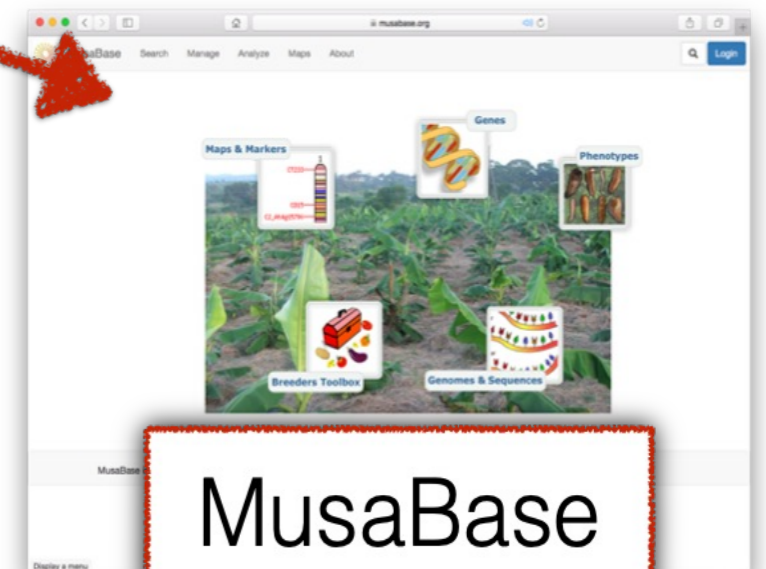 musabase.org
saBase Search Manage Analyze Maps About Login
Genes
Maps & Markers
Phenotypes
Breeders Toolbox
Genomes & Sequences
MusaBase
MusaBase
Display a menu